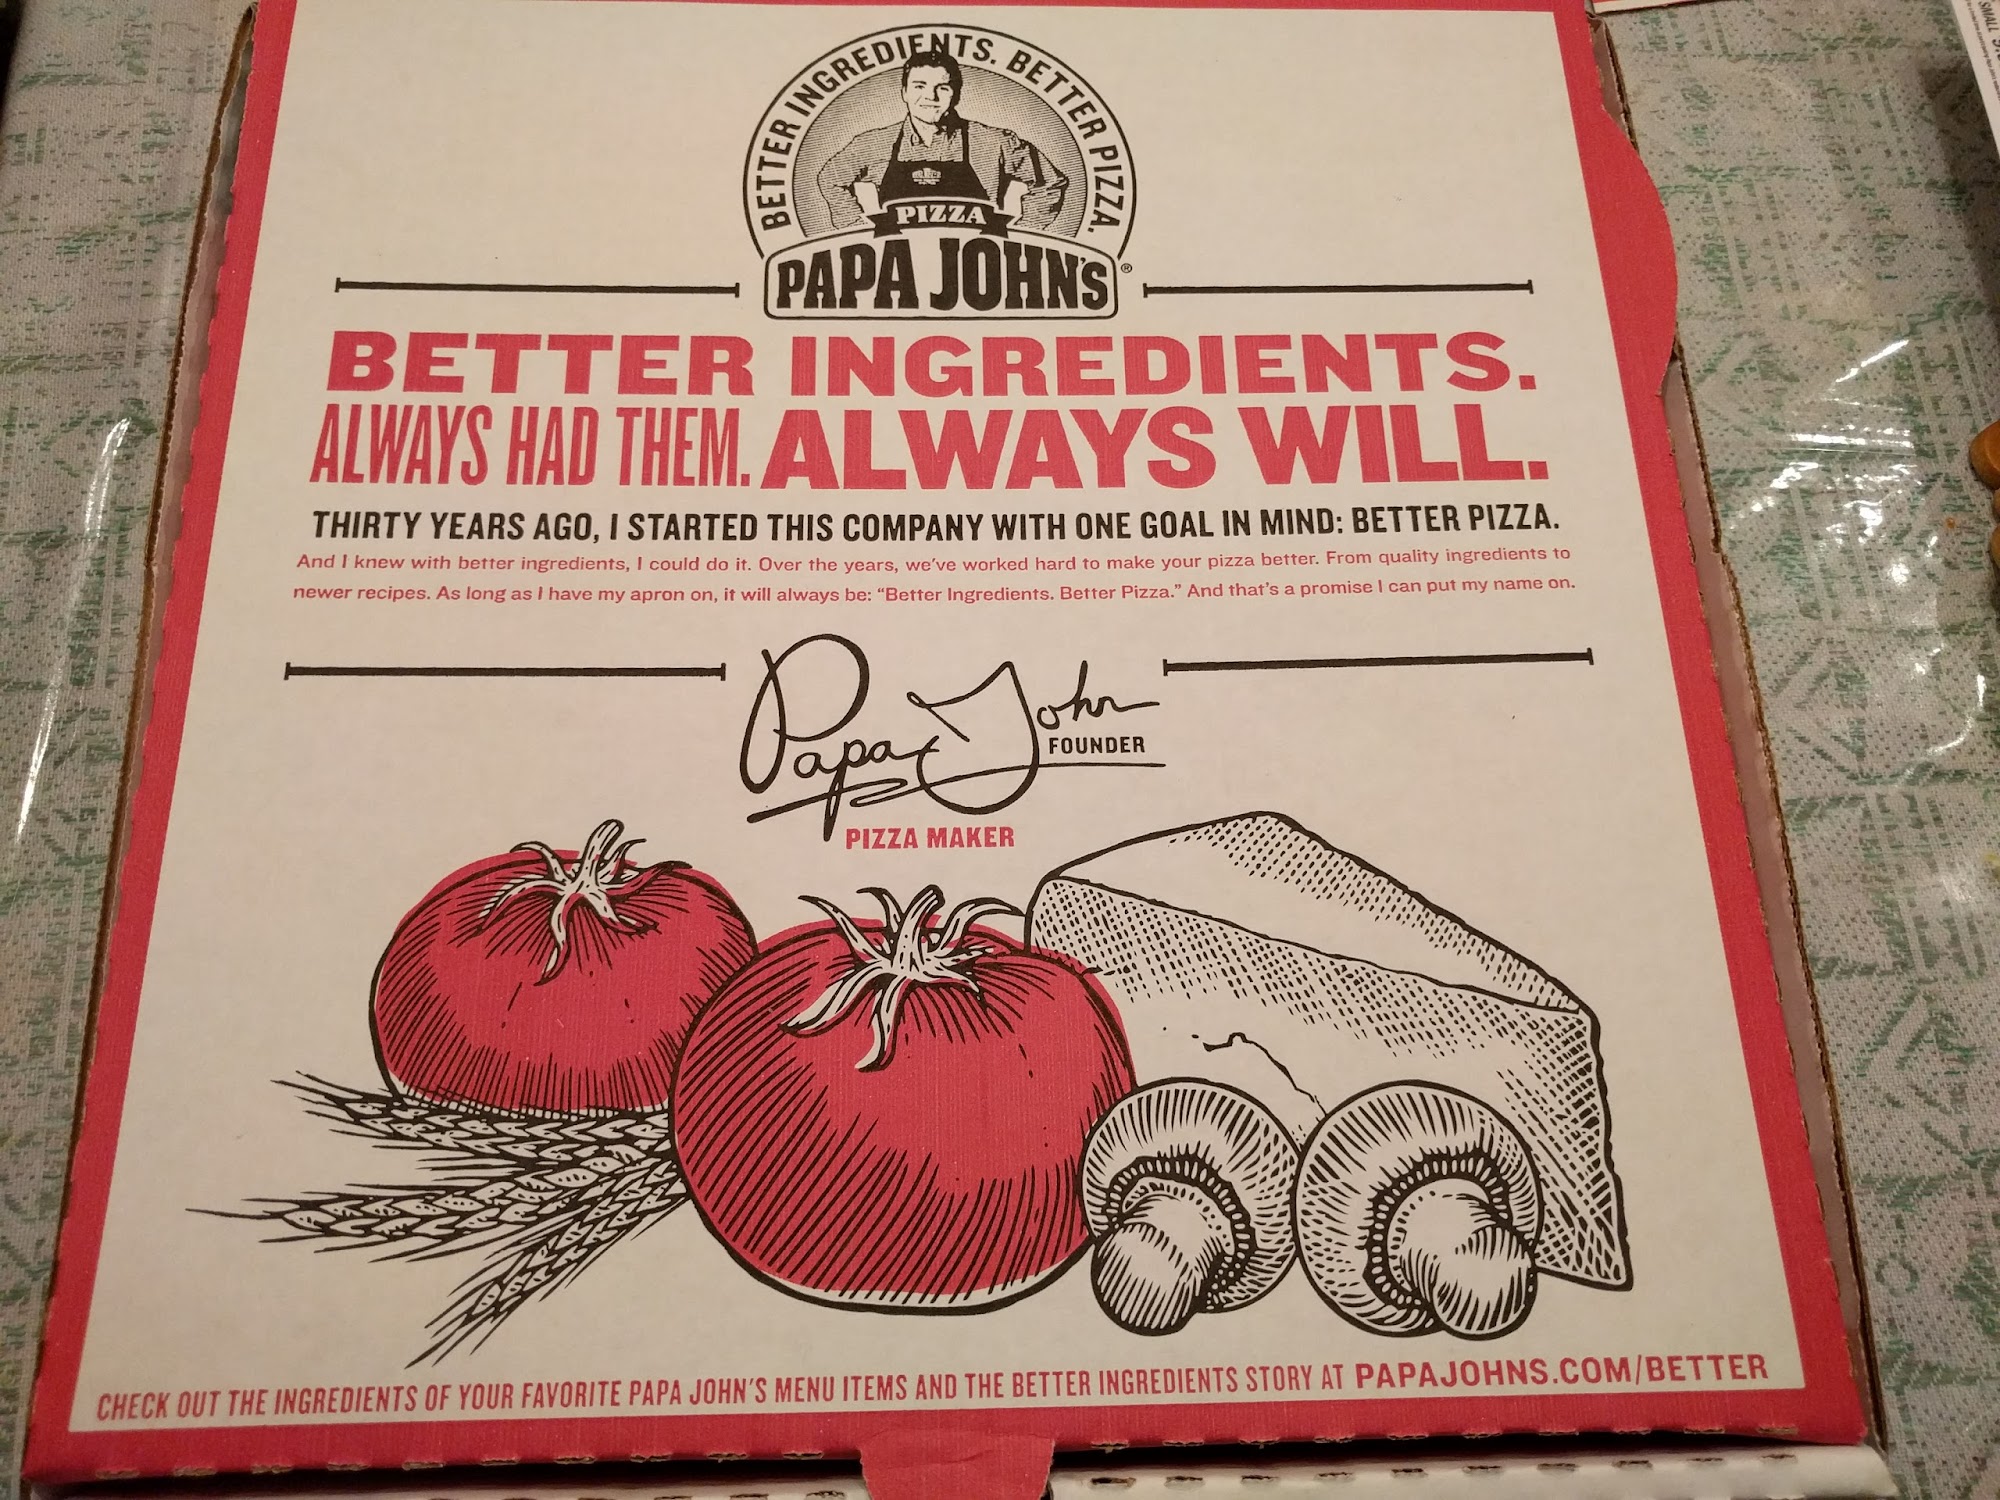 BETTER INGREDIENTS. BETTER PIZZA.
PIZZA
PAPA JOHN'S®
BETTER INGREDIENTS.
ALWAYS HAD THEM. ALWAYS WILL.
THIRTY YEARS AGO, I STARTED THIS COMPANY WITH ONE GOAL IN MIND: BETTER PIZZA.
And I knew with better ingredients, I could do it. Over the years, we've worked hard to make your pizza better. From quality ingredients to
newer recipes. As long as I have my apron on, it will always be: “Better Ingredients. Better Pizza.” And that's a promise I can put my name on.
Papa John
FOUNDER
PIZZA MAKER
CHECK OUT THE INGREDIENTS OF YOUR FAVORITE PAPA JOHN'S MENU ITEMS AND THE BETTER INGREDIENTS STORY AT PAPAJOHNS.COM/BETTER
SMALL